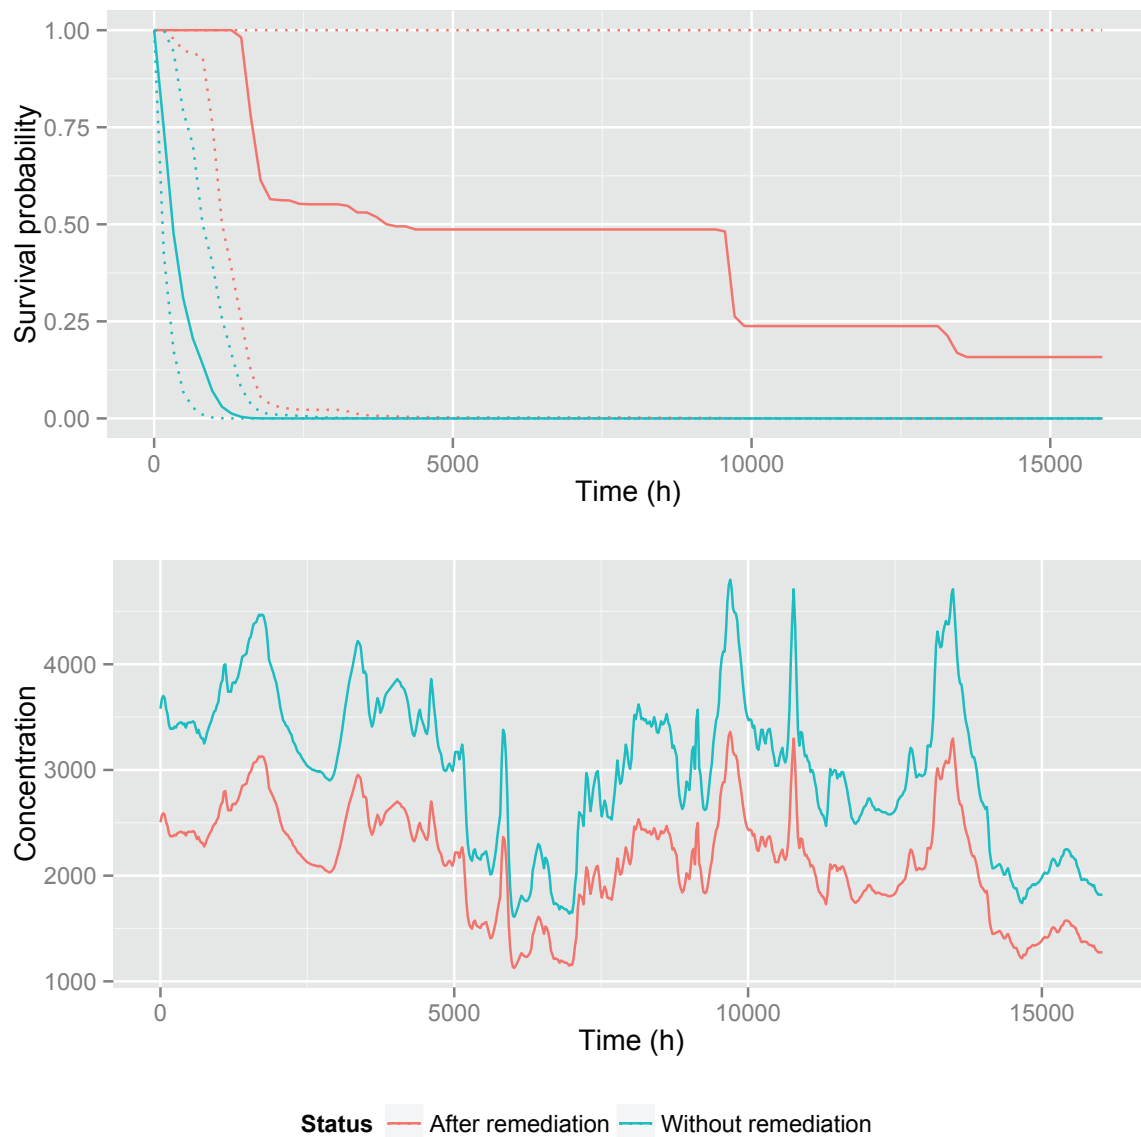 1.00
0.75
0.50
0.25
0.00
Survival probability
0 5000 10000 15000
Time (h)
4000
3000
2000
1000
Concentration
0 5000 10000 15000
Time (h)
Status After remediation Without remediation